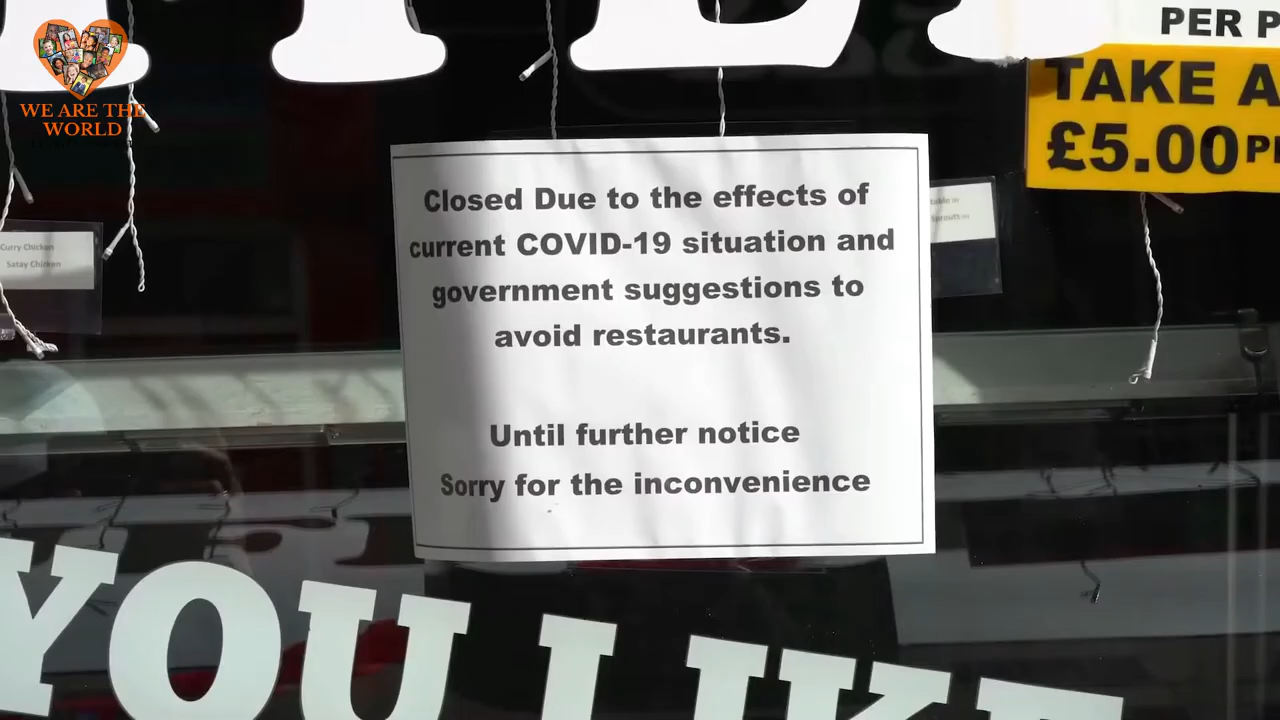 WE ARE THE
WORLD
PER P
TAKE A
£5.00
Curry Chicken
Satay Chicken
Closed Due to the effects of
current COVID-19 situation and
government suggestions to
avoid restaurants.
Until further notice
Sorry for the inconvenience
YOU LIKE